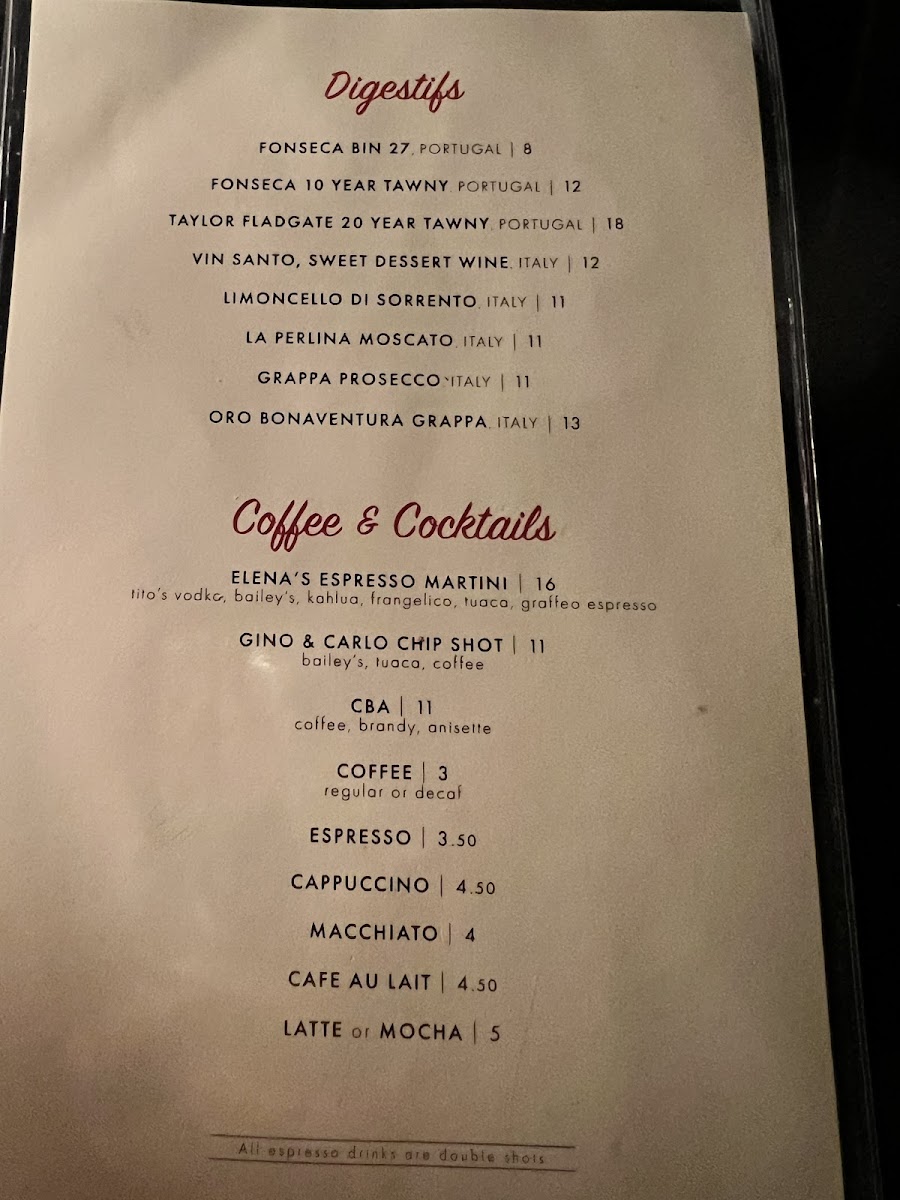 Digestifs
FONSECA BIN 27, PORTUGAL | 8
FONSECA 10 YEAR TAWNY, PORTUGAL | 12
TAYLOR FLADGATE 20 YEAR TAWNY, PORTUGAL | 18
VIN SANTO, SWEET DESSERT WINE, ITALY | 12
LIMONCELLO DI SORRENTO, ITALY | 11
LA PERLINA MOSCATO, ITALY | 11
GRAPPA PROSECCO, ITALY | 11
ORO BONAVENTURA GRAPPA, ITALY | 13
Coffee & Cocktails
ELENA'S ESPRESSO MARTINI | 16
tito's vodka, bailey's, kahlua, frangelico, tuaca, graffeo espresso
GINO & CARLO CHIP SHOT | 11
bailey's, tuaca, coffee
CBA | 11
coffee, brandy, anisette
COFFEE | 3
regular or decaf
ESPRESSO | 3.50
CAPPUCCINO | 4.50
MACCHIATO | 4
CAFE AU LAIT | 4.50
LATTE or MOCHA | 5
All espresso drinks are double shots